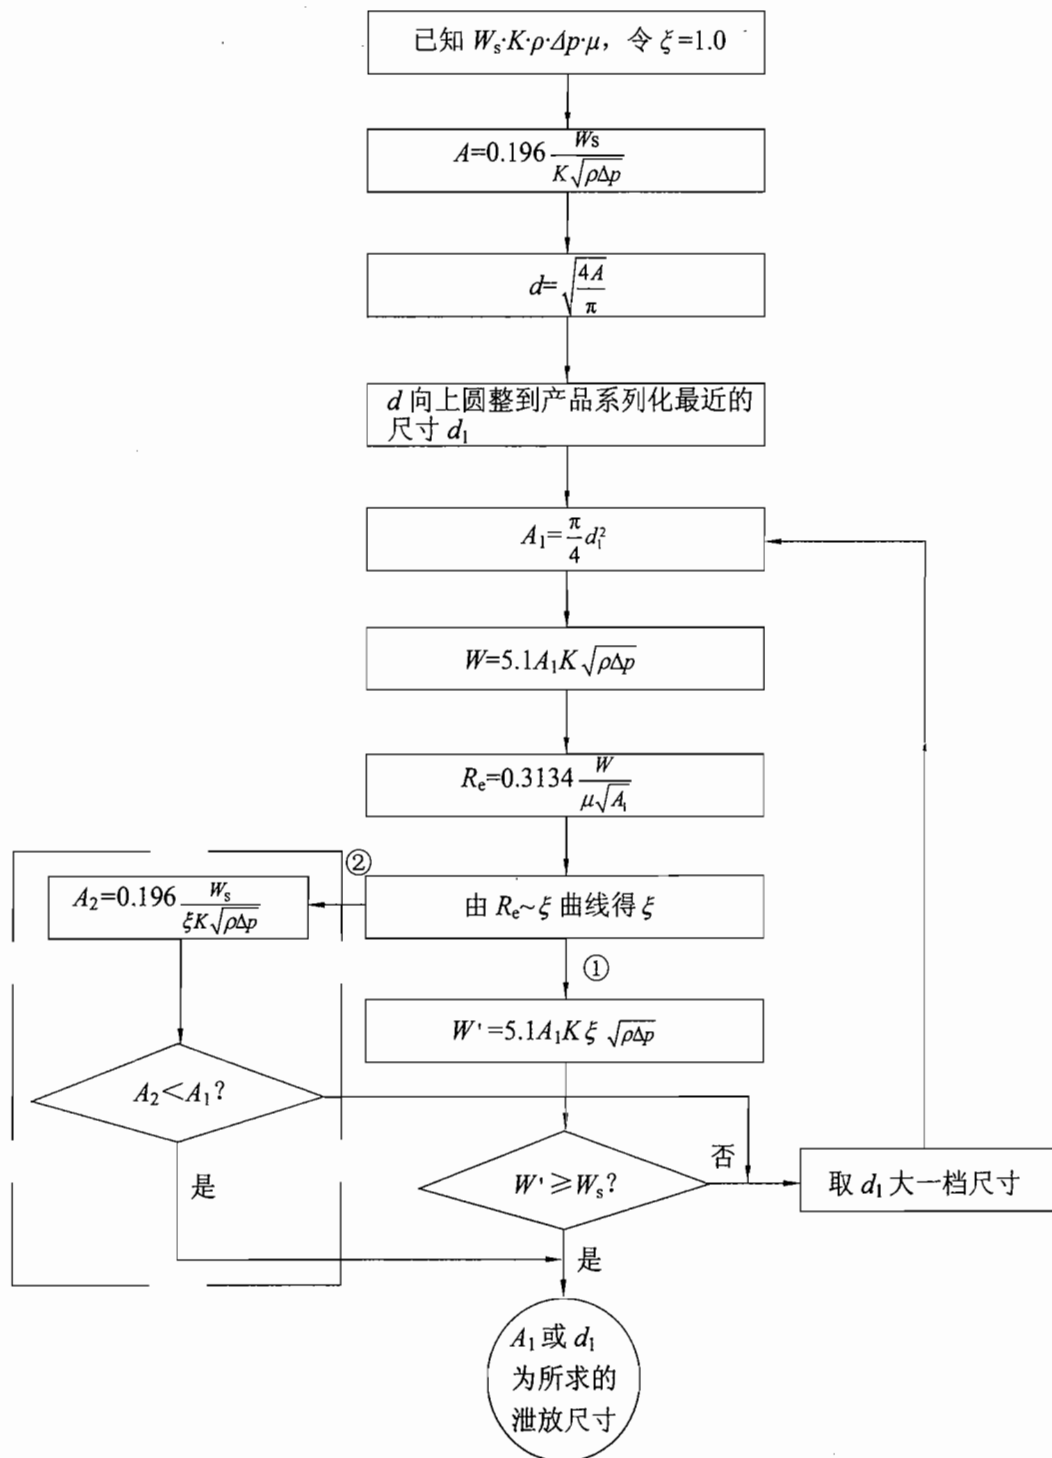 已知 Wₛ·K·ρ·Δp·μ，令 ξ=1.0
A=0.196 Wₛ/(K√(ρΔp))
d=√(4A/π)
d 向上圆整到产品系列化最近的
尺寸 d₁
A₁=π/4 d₁²
W=5.1A₁K√(ρΔp)
Rₑ=0.3134 W/(μ√A₁)
②
A₂=0.196 Wₛ/(ξK√(ρΔp))
由 Rₑ~ξ 曲线得 ξ
①
W'=5.1A₁Kξ √(ρΔp)
A₂＜A₁？
否
W'≥Wₛ？
取 d₁ 大一档尺寸
是
是
A₁ 或 d₁
为所求的
泄放尺寸